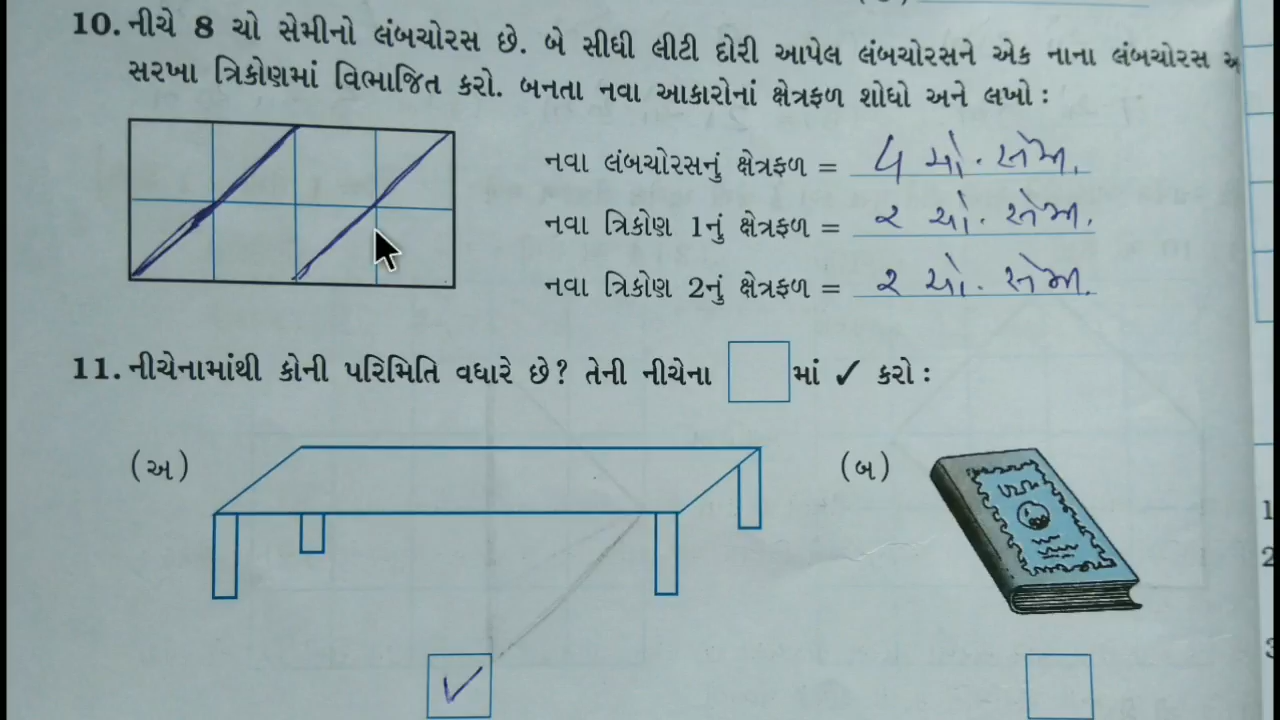 10. નીચે 8 ચો સેમીનો લંબચોરસ છે. બે સીધી લીટી દોરી આપેલ લંબચોરસને એક નાના લંબચોરસ
સરખા ત્રિકોણમાં વિભાજિત કરો. બનતા નવા આકારોનાં ક્ષેત્રફળ શોધો અને લખો :
નવા લંબચોરસનું ક્ષેત્રફળ = 4 ચો. સેમી.
નવા ત્રિકોણ 1નું ક્ષેત્રફળ = ૨ ચો. સેમી.
નવા ત્રિકોણ 2નું ક્ષેત્રફળ = ૨ ચો. સેમી.
11. નીચેનામાંથી કોની પરિમિતિ વધારે છે? તેની નીચેના માં ✓ કરો :
(અ) (બ)
✓